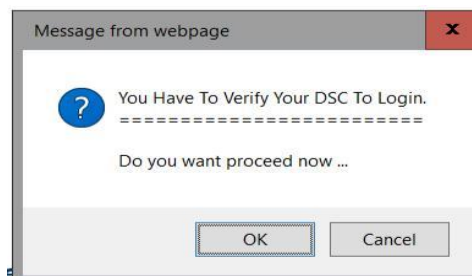 Message from webpage
x
?
You Have To Verify Your DSC To Login.
=========================
Do you want proceed now ...
OK
Cancel